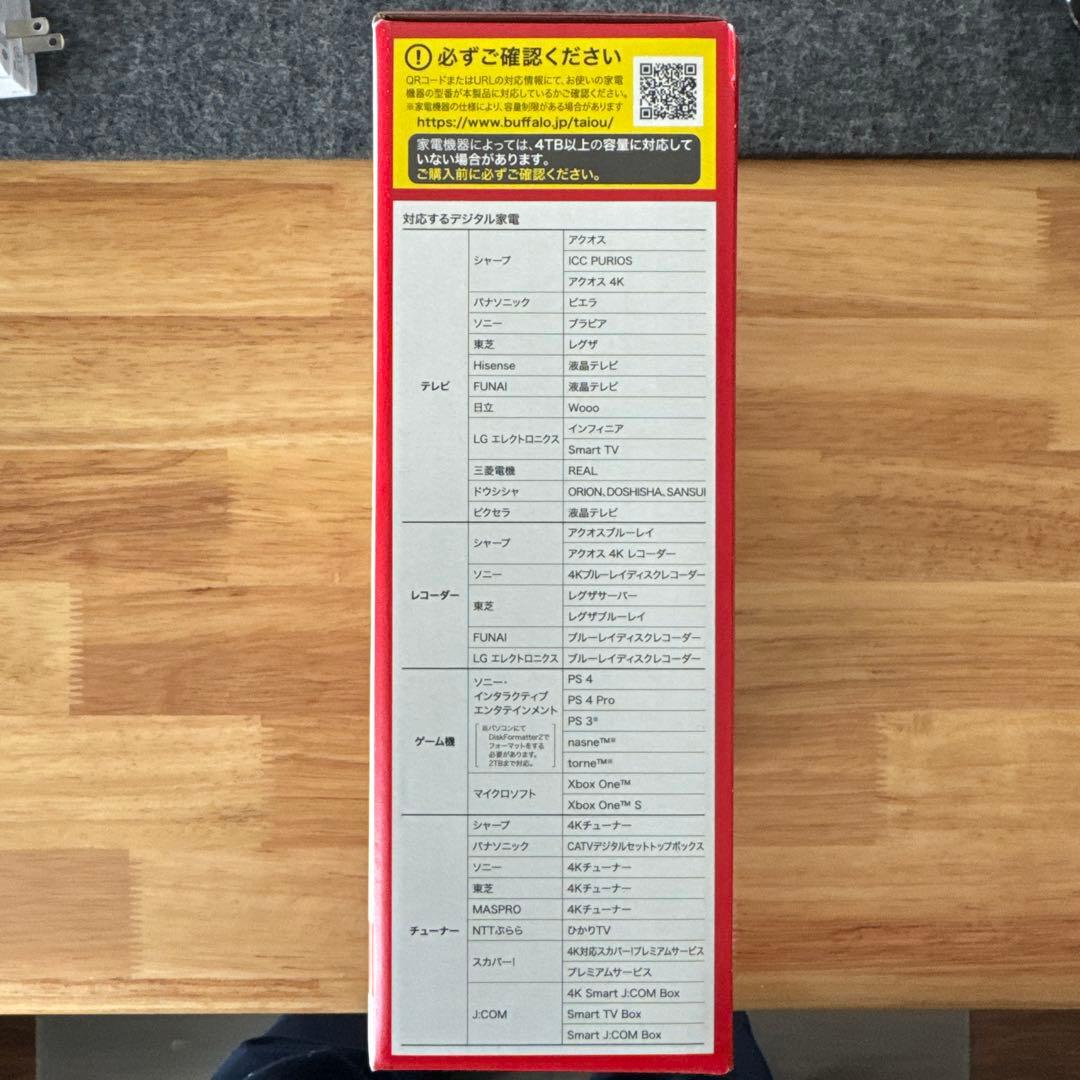 ! 必ずご確認ください
QRコードまたはURLの対応情報にて、お使いの家電
機器の型番が本製品に対応しているかご確認ください。
※家電機器の仕様により、容量制限がある場合があります
https://www.buffalo.jp/taiou/
家電機器によっては、4TB以上の容量に対応して
いない場合があります。
ご購入前に必ずご確認ください。
対応するデジタル家電
テレビ
シャープ
アクオス
ICC PURIOS
アクオス 4K
パナソニック ビエラ
ソニー ブラビア
東芝 レグザ
Hisense 液晶テレビ
FUNAI 液晶テレビ
日立 Wooo
LG エレクトロニクス
インフィニア
Smart TV
三菱電機 REAL
ドウシシャ ORION、DOSHISHA、SANSUI
ピクセラ 液晶テレビ
レコーダー
シャープ
アクオスブルーレイ
アクオス 4K レコーダー
ソニー 4Kブルーレイディスクレコーダー
東芝
レグザサーバー
レグザブルーレイ
FUNAI ブルーレイディスクレコーダー
LG エレクトロニクス ブルーレイディスクレコーダー
ゲーム機
ソニー・
インタラクティブ
エンタテインメント
※パソコンにて
DiskFormatter2で
フォーマットをする
必要があります。
2TBまで対応。
PS 4
PS 4 Pro
PS 3※
nasne™※
torne™※
マイクロソフト
Xbox One™
Xbox One™ S
チューナー
シャープ 4Kチューナー
パナソニック CATVデジタルセットトップボックス
ソニー 4Kチューナー
東芝 4Kチューナー
MASPRO 4Kチューナー
NTTぷらら ひかりTV
スカパー!
4K対応スカパー!プレミアムサービス
プレミアムサービス
J:COM
4K Smart J:COM Box
Smart TV Box
Smart J:COM Box